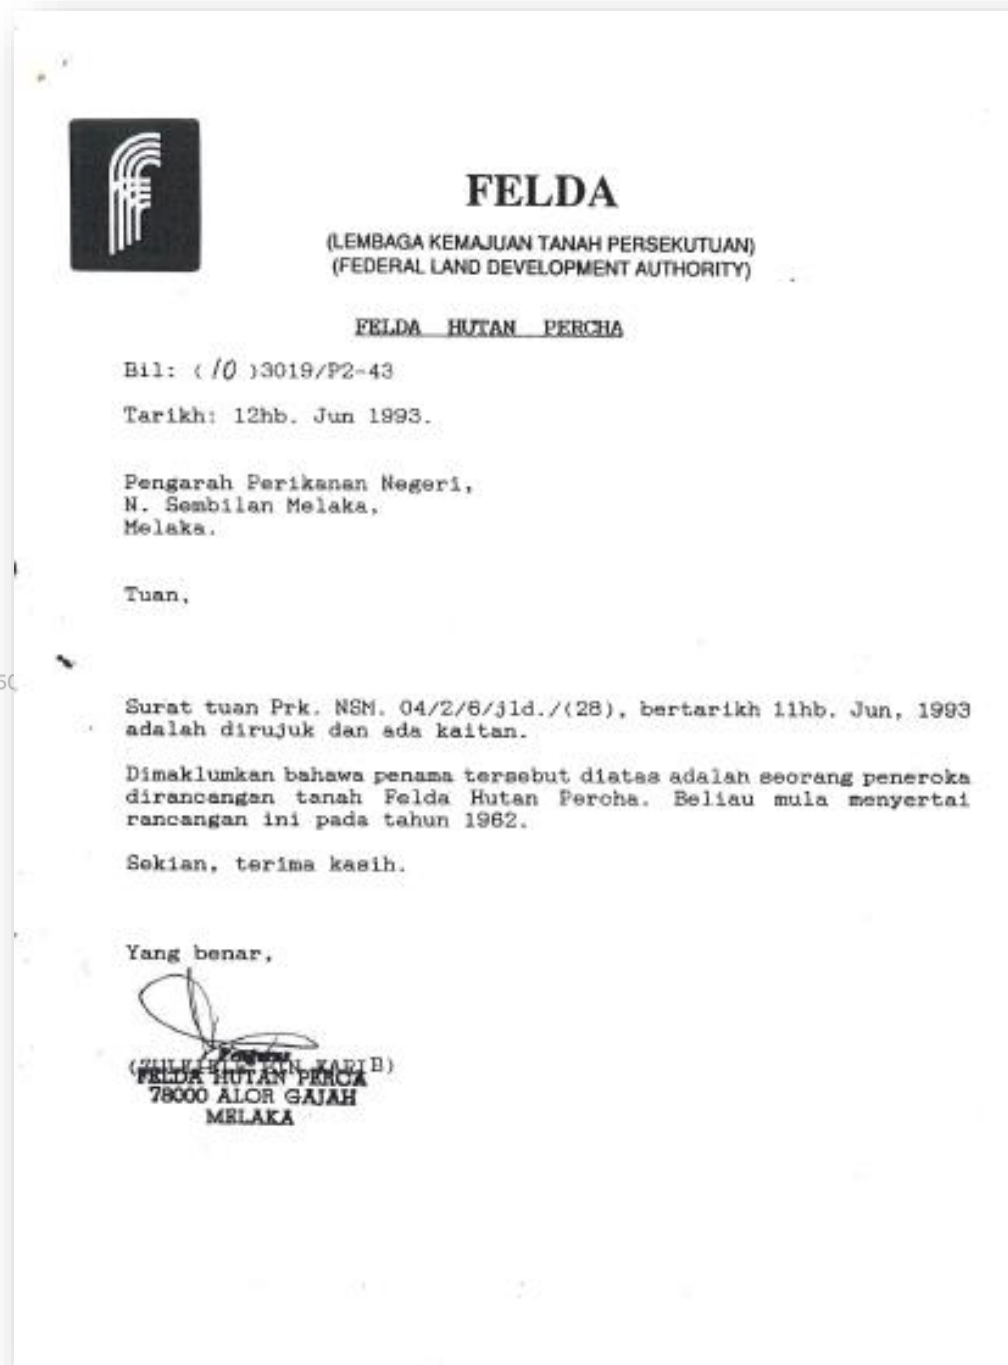 FELDA
(LEMBAGA KEMAJUAN TANAH PERSEKUTUAN)
(FEDERAL LAND DEVELOPMENT AUTHORITY)
FELDA HUTAN PERCHA
Bil: (10)3019/P2-43
Tarikh: 12hb. Jun 1993.
Pengarah Perikanan Negeri,
N. Sembilan Melaka,
Melaka.
Tuan,
Surat tuan Prk. NSM. 04/2/6/jld./(28), bertarikh 11hb. Jun, 1993
adalah dirujuk dan ada kaitan.
Dimaklumkan bahawa penama tersebut diatas adalah seorang peneroka
dirancangan tanah Felda Hutan Percha. Beliau mula menyertai
rancangan ini pada tahun 1962.
Sekian, terima kasih.
Yang benar,
Pengurus
FELDA HUTAN PERCA
78000 ALOR GAJAH
MELAKA